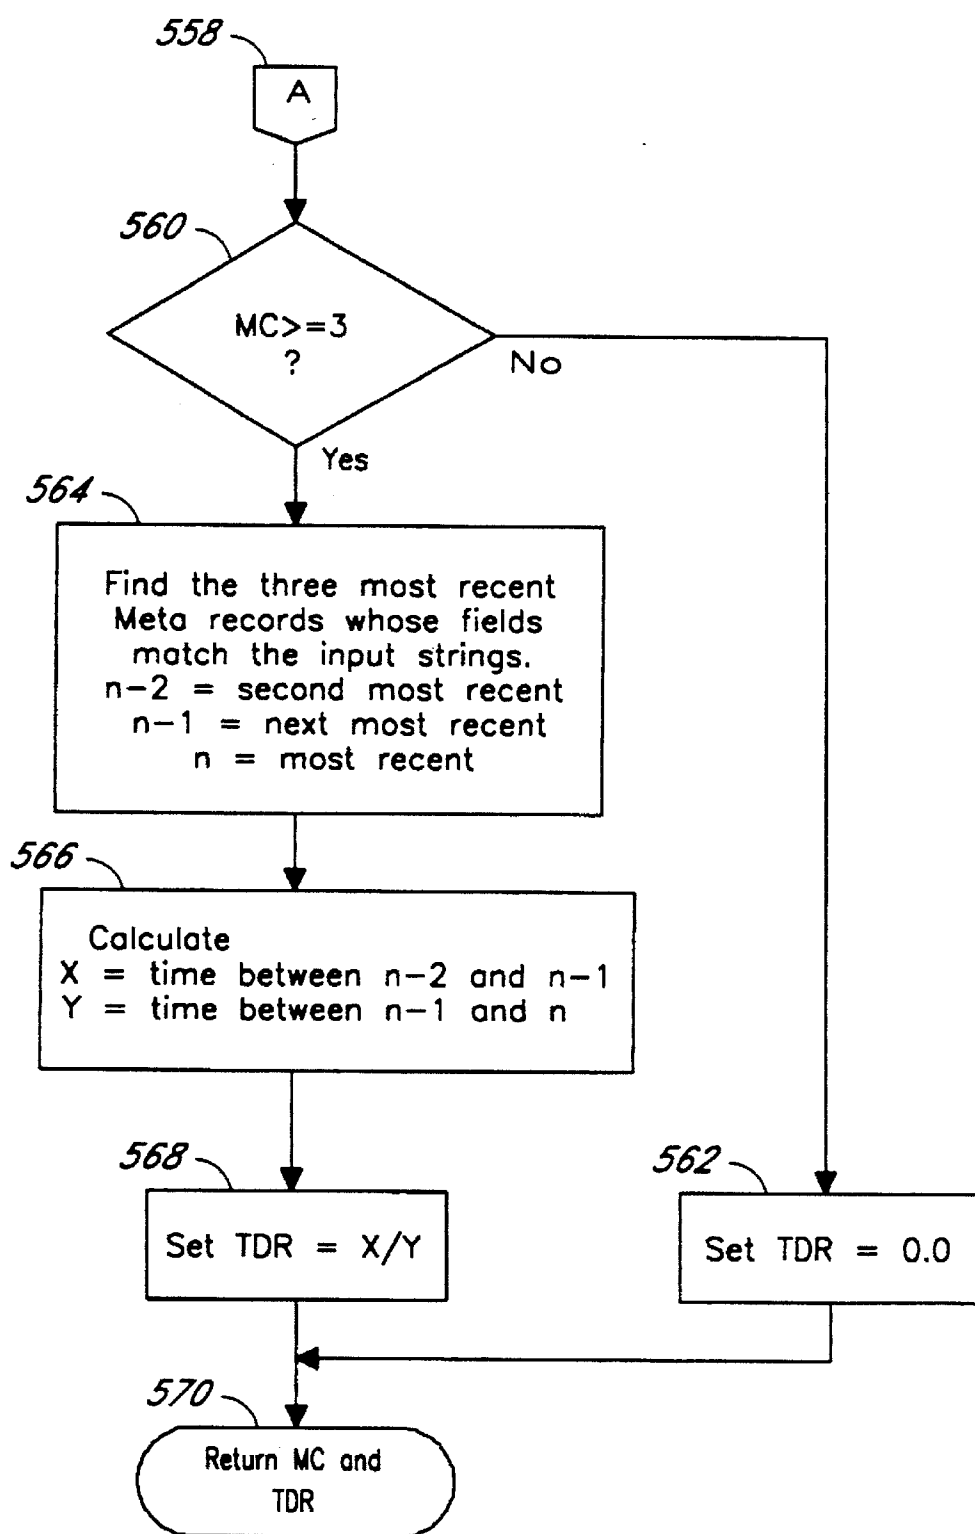 558
A
560
MC>=3
?
No
Yes
564
Find the three most recent
Meta records whose fields
match the input strings.
n-2 = second most recent
n-1 = next most recent
n = most recent
566
Calculate
X = time between n-2 and n-1
Y = time between n-1 and n
568
Set TDR = X/Y
562
Set TDR = 0.0
570
Return MC and
TDR